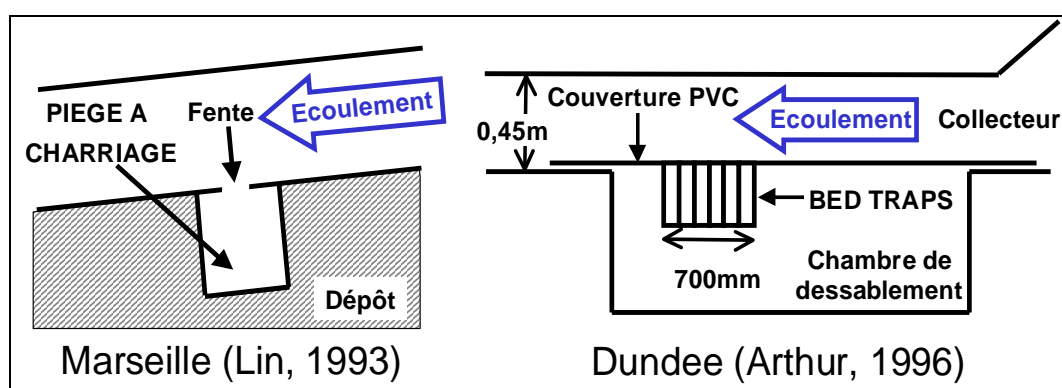 PIEGE A
CHARRIAGE
Fente
Ecoulement
Dépôt
Marseille (Lin, 1993)
Couverture PVC
0,45m
Ecoulement
Collecteur
BED TRAPS
700mm
Chambre de
dessablement
Dundee (Arthur, 1996)